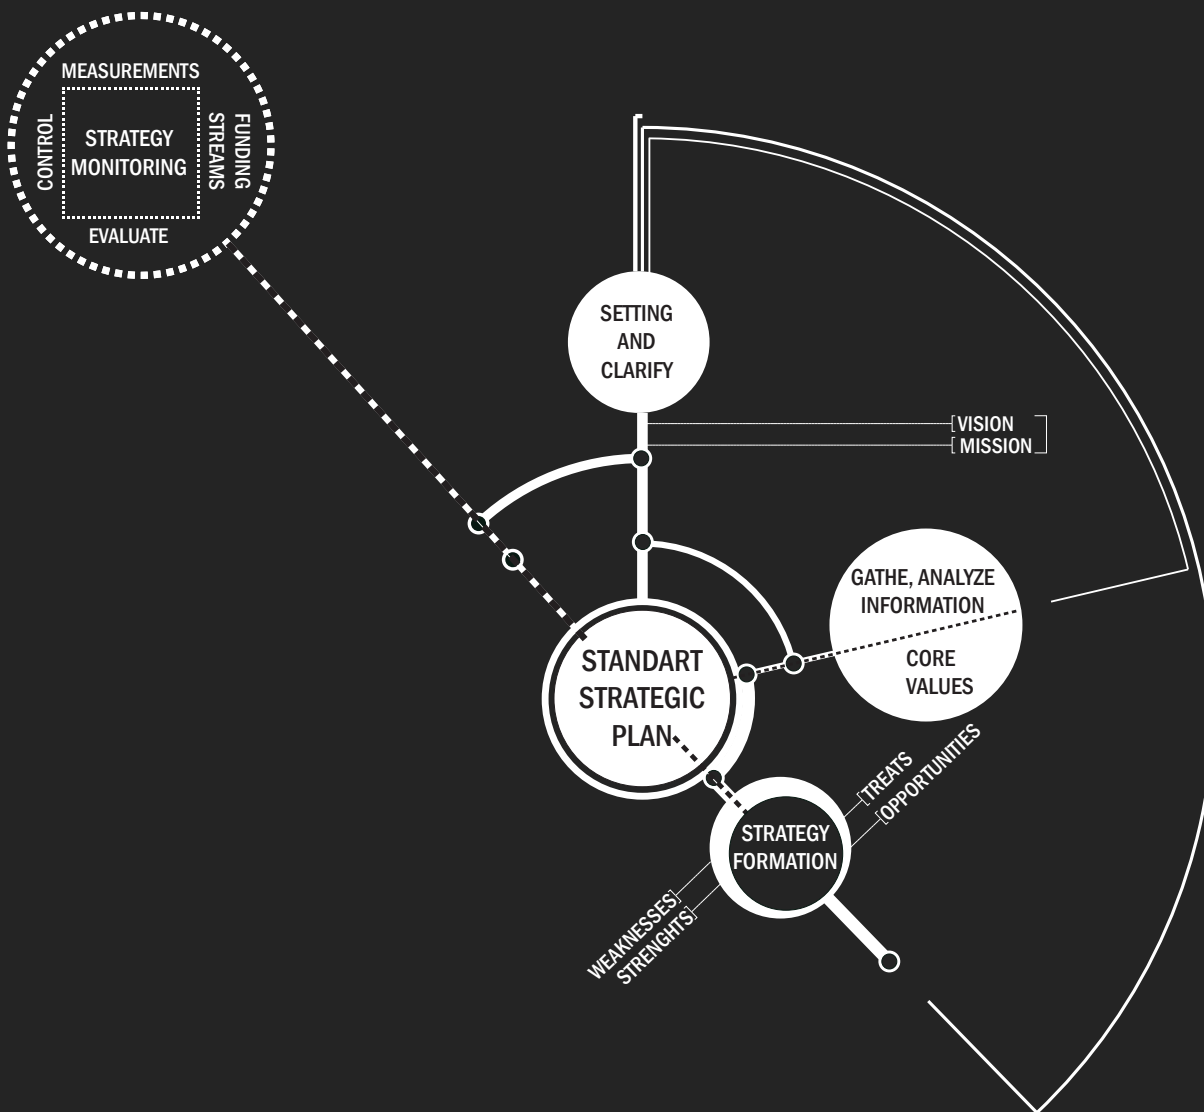 MEASUREMENTS
CONTROL
STRATEGY
MONITORING
FUNDING
STREAMS
EVALUATE
SETTING
AND
CLARIFY
VISION
MISSION
GATHE, ANALYZE
INFORMATION
CORE
VALUES
STANDART
STRATEGIC
PLAN
TREATS
OPPORTUNITIES
STRATEGY
FORMATION
WEAKNESSES
STRENGHTS